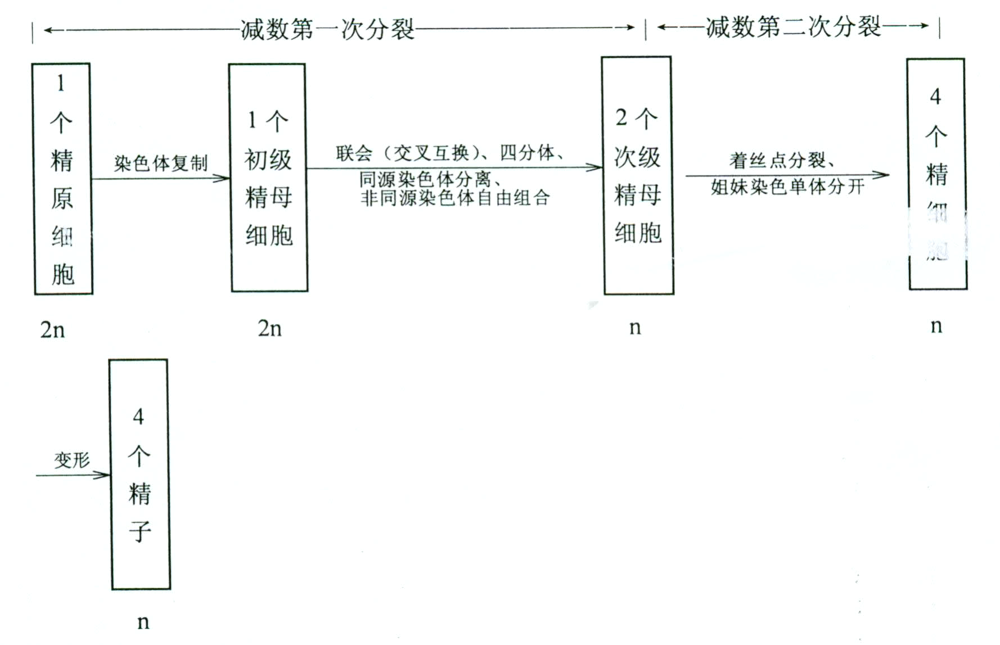 减数第一次分裂 减数第二次分裂
1个精原细胞
染色体复制
1个初级精母细胞
联会（交叉互换）、四分体、
同源染色体分离、
非同源染色体自由组合
2个次级精母细胞
着丝点分裂、
姐妹染色单体分开
4个精细胞
2n 2n n n
变形
4个精子
n